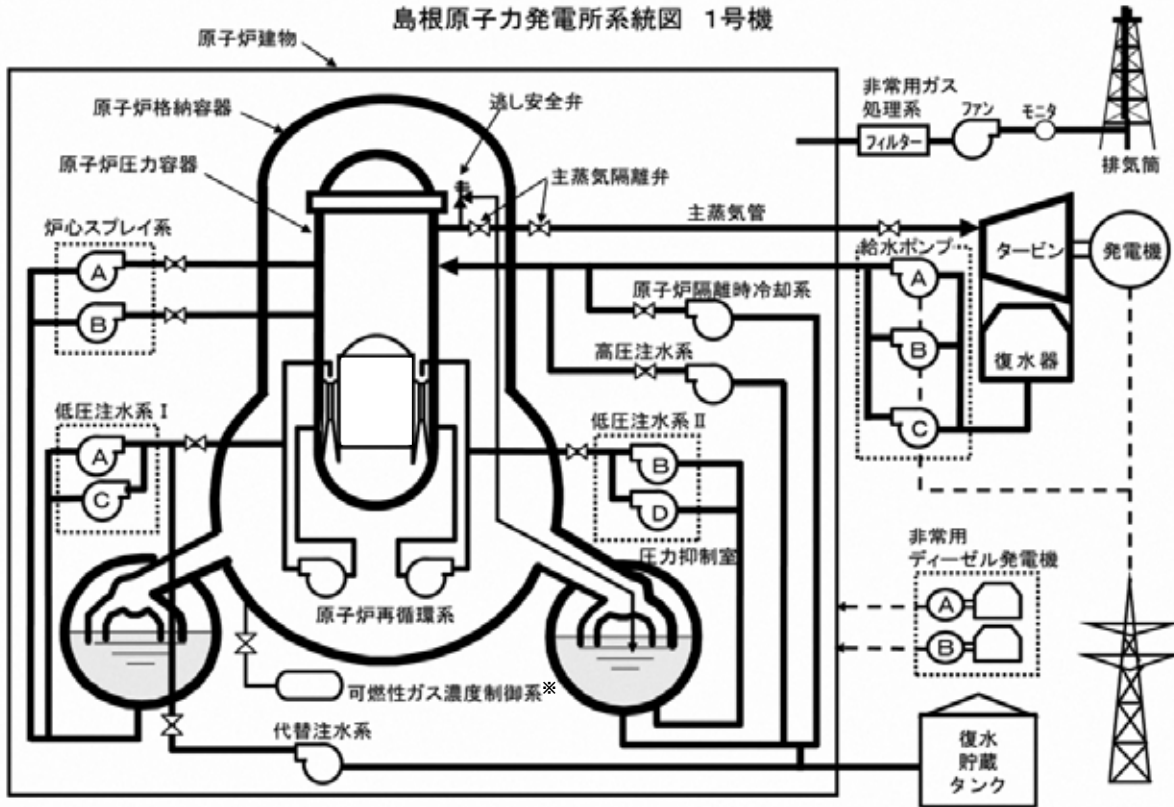 島根原子力発電所系統図 1号機
原子炉建物
原子炉格納容器
原子炉圧力容器
逃し安全弁
主蒸気隔離弁
主蒸気管
非常用ガス
処理系
フィルター
ファン
モニタ
排気筒
炉心スプレイ系
A
B
給水ポンプ
A
B
C
タービン
発電機
復水器
原子炉隔離時冷却系
高圧注水系
低圧注水系Ⅰ
A
C
低圧注水系Ⅱ
B
D
圧力抑制室
原子炉再循環系
非常用
ディーゼル発電機
A
B
可燃性ガス濃度制御系※
代替注水系
復水
貯蔵
タンク